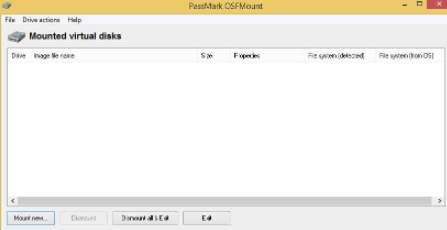 PassMark OSFMount
File Drive actions Help
Mounted virtual disks
Drive Image file name Size Properties File system (detected) File system (from OS)
Mount new... Dismount Dismount all & Exit Exit